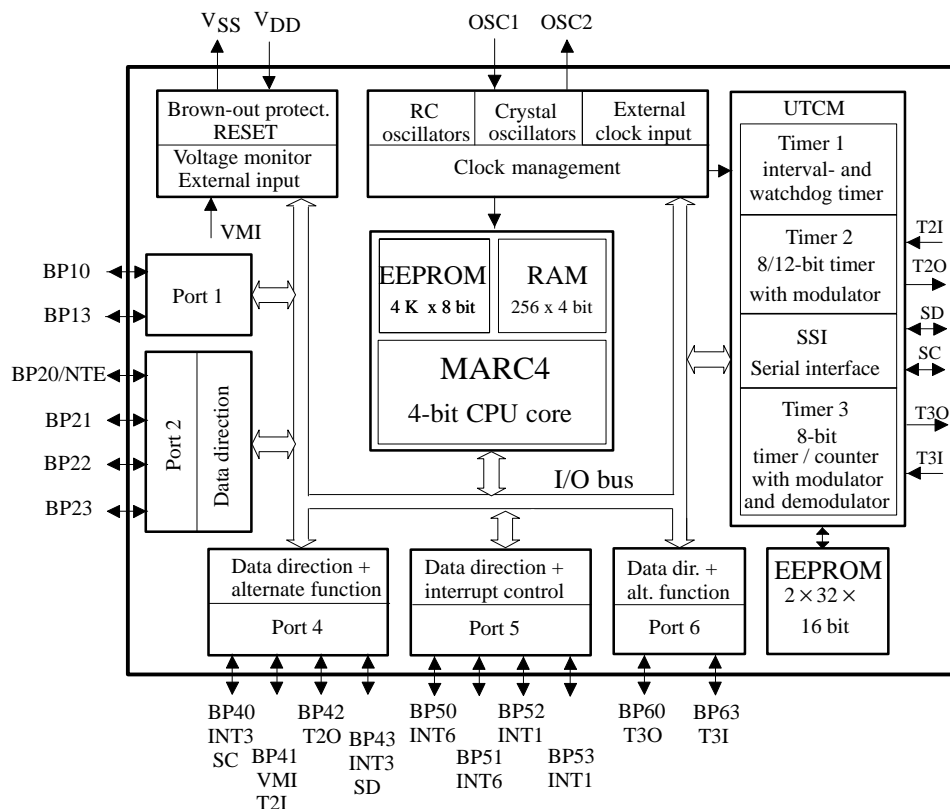 VSS
VDD
OSC1
OSC2
Brown-out protect.
RESET
Voltage monitor
External input
VMI
RC
oscillators
Crystal
oscillators
External
clock input
Clock management
UTCM
Timer 1
interval- and
watchdog timer
Timer 2
8/12-bit timer
with modulator
SSI
Serial interface
Timer 3
8-bit
timer / counter
with modulator
and demodulator
T2I
T2O
SD
SC
T3O
T3I
BP10
BP13
Port 1
EEPROM
4 K x 8 bit
RAM
256 x 4 bit
MARC4
4-bit CPU core
BP20/NTE
BP21
BP22
BP23
Port 2
Data direction
I/O bus
Data direction +
alternate function
Port 4
Data direction +
interrupt control
Port 5
Data dir. +
alt. function
Port 6
EEPROM
2 × 32 ×
16 bit
BP40
INT3
SC
BP41
VMI
T2I
BP42
T2O
BP43
INT3
SD
BP50
INT6
BP51
INT6
BP52
INT1
BP53
INT1
BP60
T3O
BP63
T3I